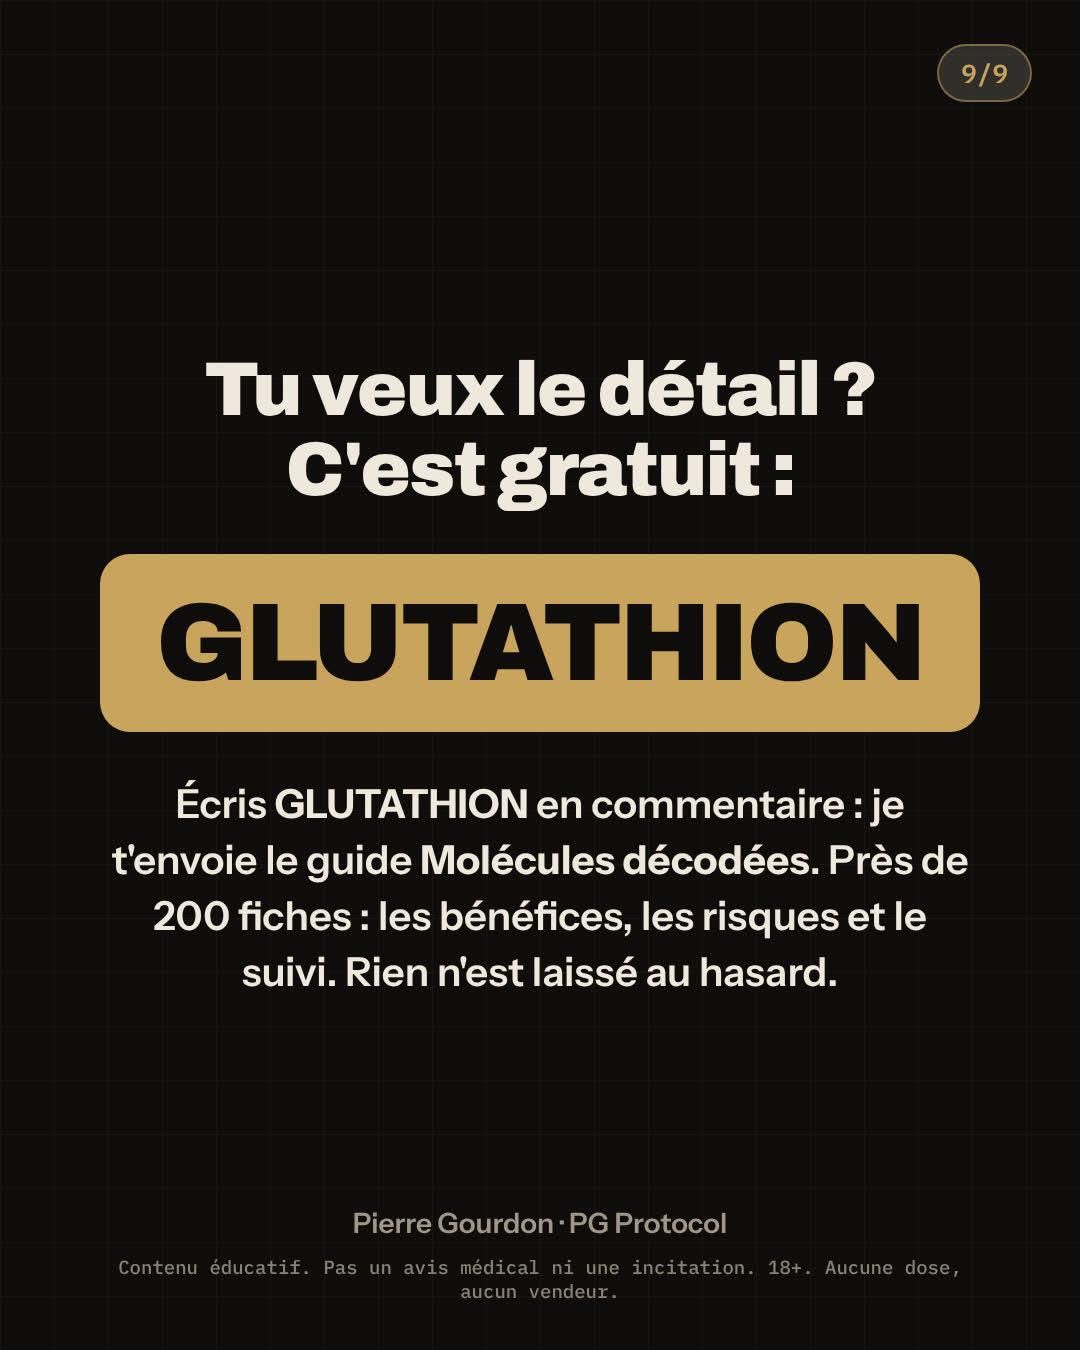 9/9
Tu veux le détail ?
C'est gratuit :
GLUTATHION
Écris GLUTATHION en commentaire : je
t'envoie le guide Molécules décodées. Près de
200 fiches : les bénéfices, les risques et le
suivi. Rien n'est laissé au hasard.
Pierre Gourdon · PG Protocol
Contenu éducatif. Pas un avis médical ni une incitation. 18+. Aucune dose,
aucun vendeur.